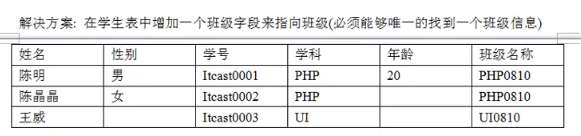 解决方案: 在学生表中增加一个班级字段来指向班级(必须能够唯一的找到一个班级信息)
姓名 性别 学号 学科 年龄 班级名称
陈明 男 Itcast0001 PHP 20 PHP0810
陈晶晶 女 Itcast0002 PHP PHP0810
王威 Itcast0003 UI UI0810